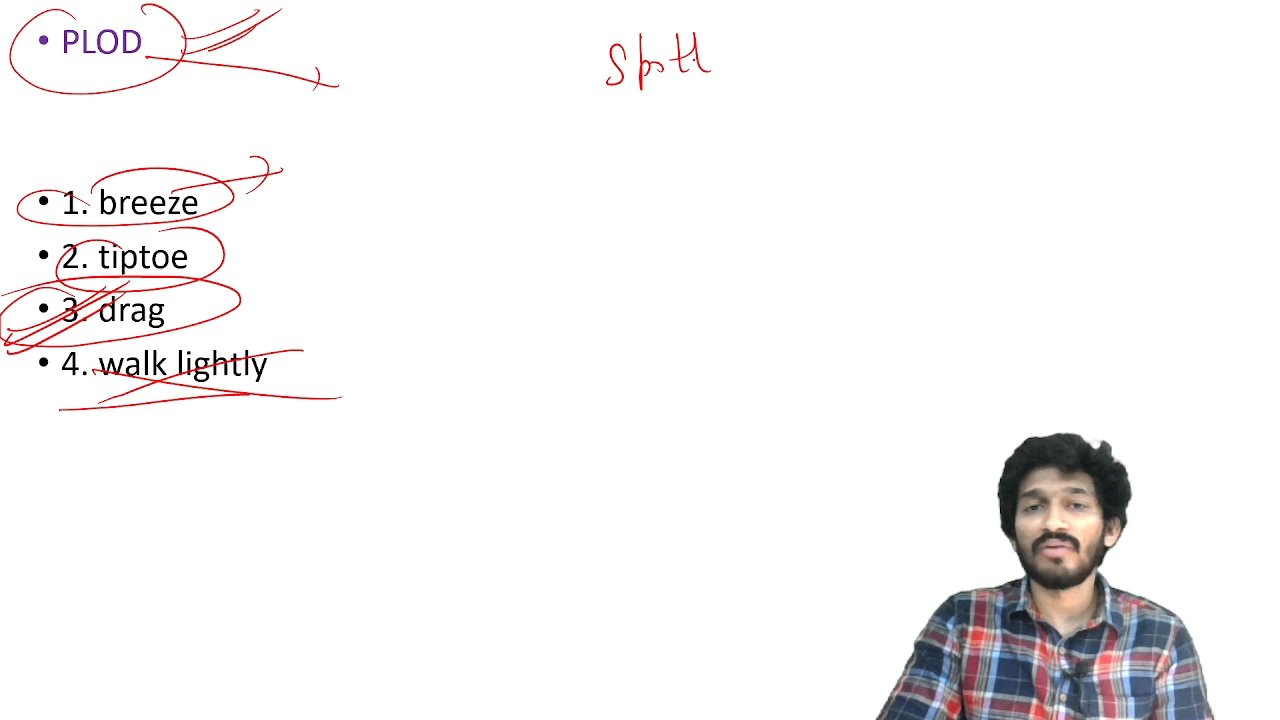 • PLOD
• 1. breeze
• 2. tiptoe
• 3. drag
• 4. walk lightly